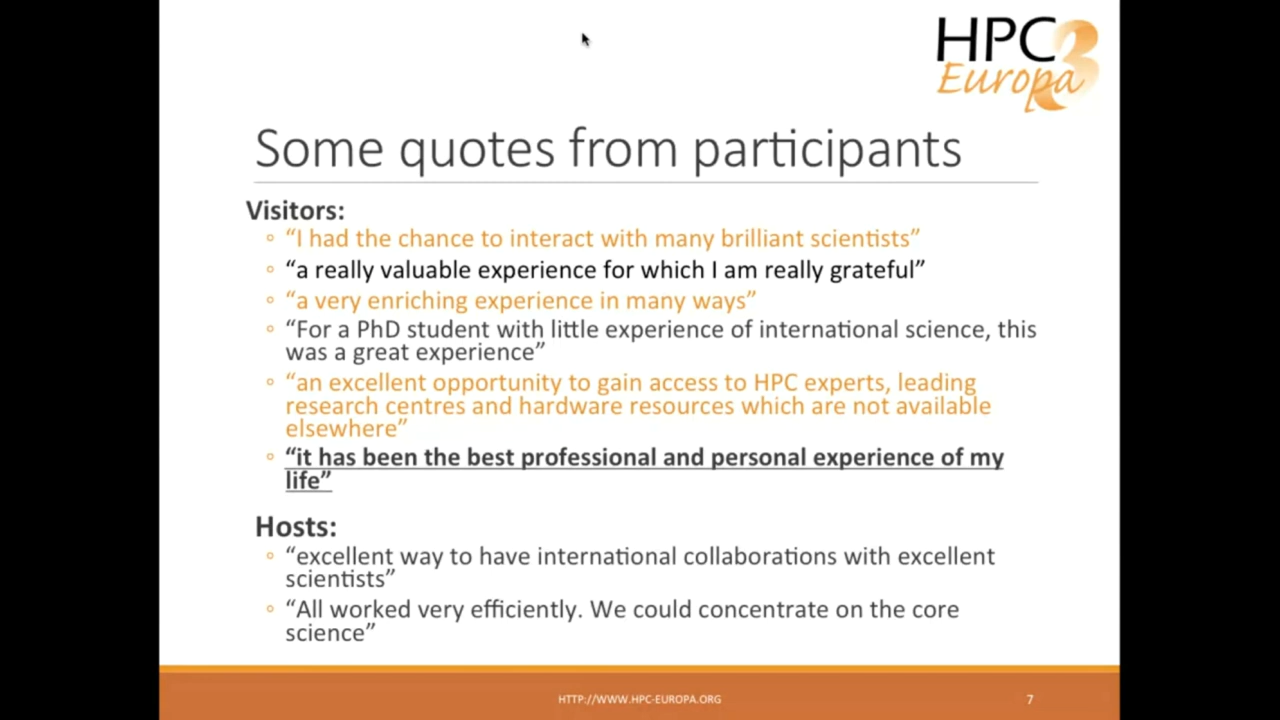 HPC3
Europa
Some quotes from participants
Visitors:
“I had the chance to interact with many brilliant scientists”
“a really valuable experience for which I am really grateful”
“a very enriching experience in many ways”
“For a PhD student with little experience of international science, this
was a great experience”
“an excellent opportunity to gain access to HPC experts, leading
research centres and hardware resources which are not available
elsewhere”
“it has been the best professional and personal experience of my
life”
Hosts:
“excellent way to have international collaborations with excellent
scientists”
“All worked very efficiently. We could concentrate on the core
science”
HTTP://WWW.HPC-EUROPA.ORG
7